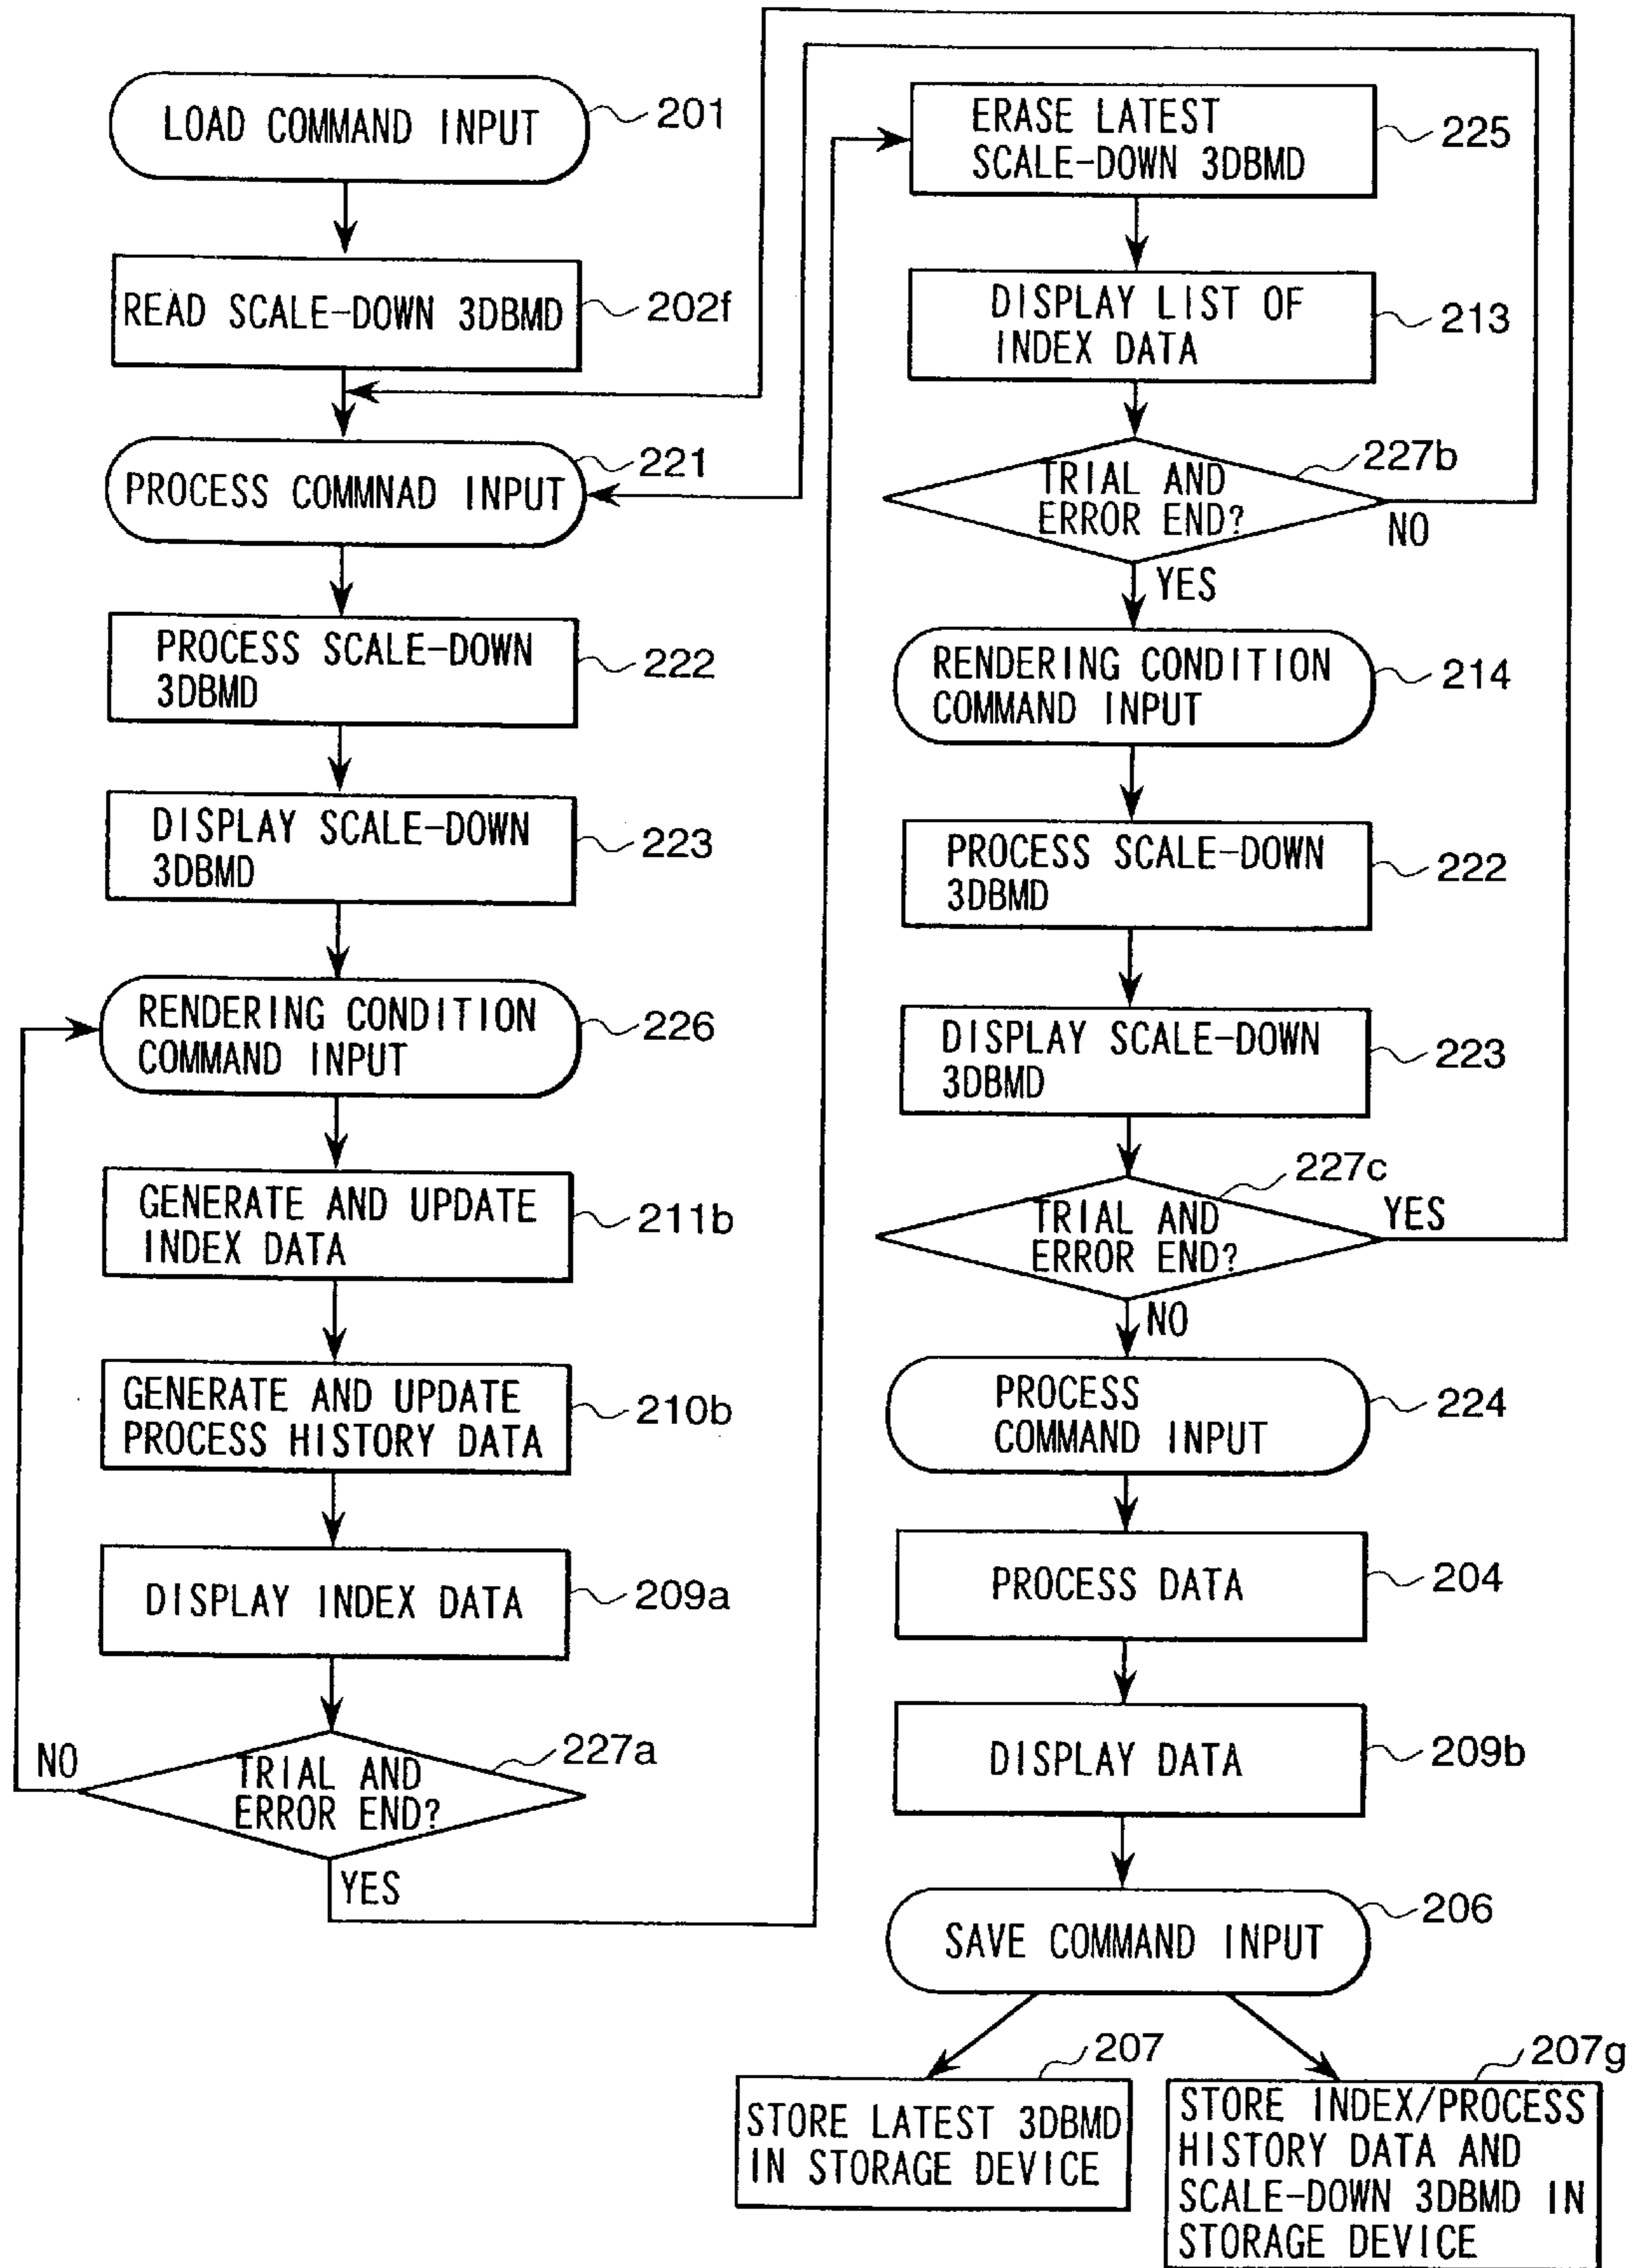 LOAD COMMAND INPUT
201
READ SCALE-DOWN 3DBMD
202f
PROCESS COMMNAD INPUT
221
PROCESS SCALE-DOWN
3DBMD
222
DISPLAY SCALE-DOWN
3DBMD
223
RENDERING CONDITION
COMMAND INPUT
226
GENERATE AND UPDATE
INDEX DATA
211b
GENERATE AND UPDATE
PROCESS HISTORY DATA
210b
DISPLAY INDEX DATA
209a
TRIAL AND
ERROR END?
227a
NO
YES
ERASE LATEST
SCALE-DOWN 3DBMD
225
DISPLAY LIST OF
INDEX DATA
213
TRIAL AND
ERROR END?
227b
NO
YES
RENDERING CONDITION
COMMAND INPUT
214
PROCESS SCALE-DOWN
3DBMD
222
DISPLAY SCALE-DOWN
3DBMD
223
TRIAL AND
ERROR END?
227c
YES
NO
PROCESS
COMMAND INPUT
224
PROCESS DATA
204
DISPLAY DATA
209b
SAVE COMMAND INPUT
206
STORE LATEST 3DBMD
IN STORAGE DEVICE
207
STORE INDEX/PROCESS
HISTORY DATA AND
SCALE-DOWN 3DBMD IN
STORAGE DEVICE
207g